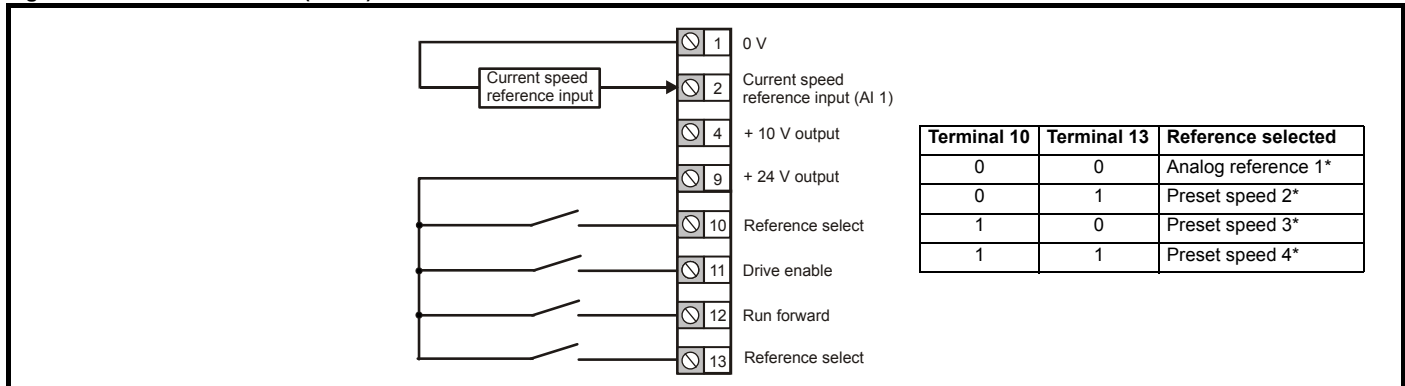 1 0 V
Current speed
reference input
2 Current speed
reference input (AI 1)
4 + 10 V output
9 + 24 V output
10 Reference select
11 Drive enable
12 Run forward
13 Reference select
Terminal 10 Terminal 13 Reference selected
0 0 Analog reference 1*
0 1 Preset speed 2*
1 0 Preset speed 3*
1 1 Preset speed 4*